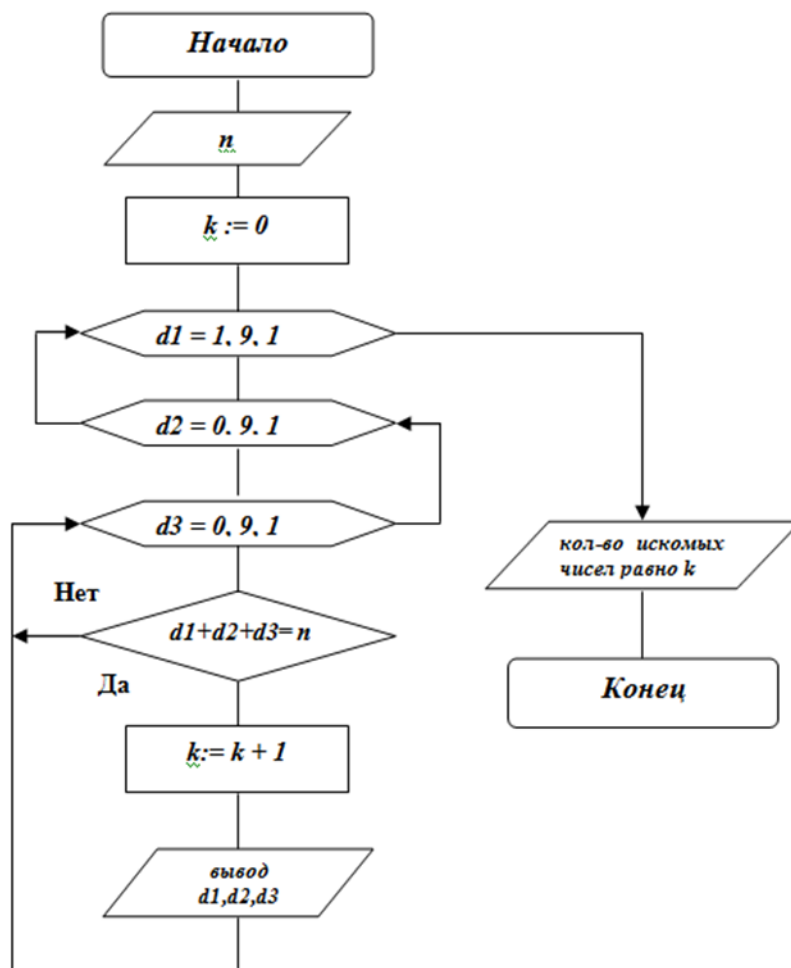 Начало
n
k := 0
d1 = 1, 9, 1
d2 = 0, 9, 1
d3 = 0, 9, 1
Нет
d1+d2+d3= n
Да
k:= k + 1
вывод
d1,d2,d3
кол-во искомых
чисел равно k
Конец